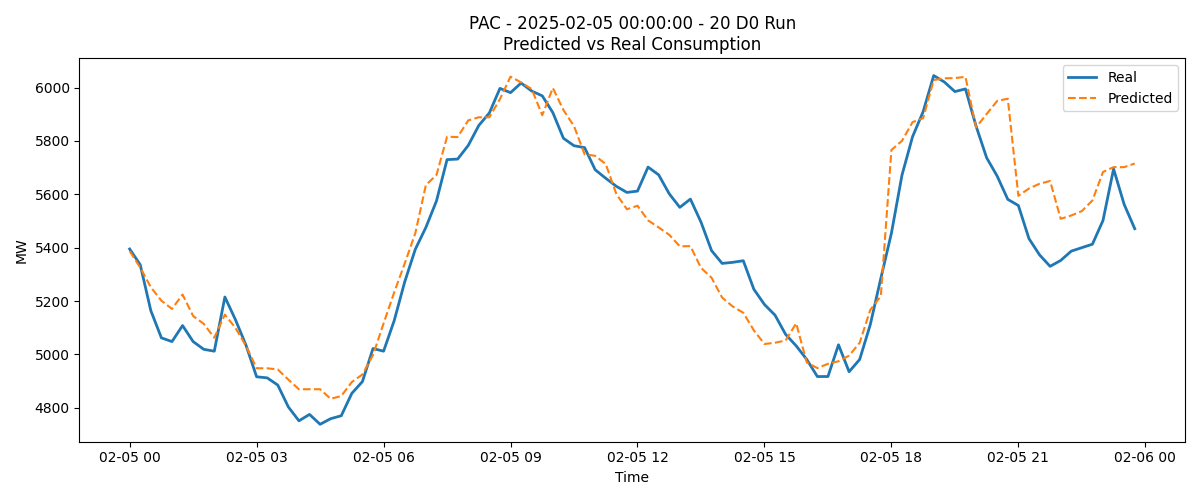 PAC - 2025-02-05 00:00:00 - 20 D0 Run
Predicted vs Real Consumption
Real
Predicted
MW
6000
5800
5600
5400
5200
5000
4800
02-05 00
02-05 03
02-05 06
02-05 09
02-05 12
02-05 15
02-05 18
02-05 21
02-06 00
Time